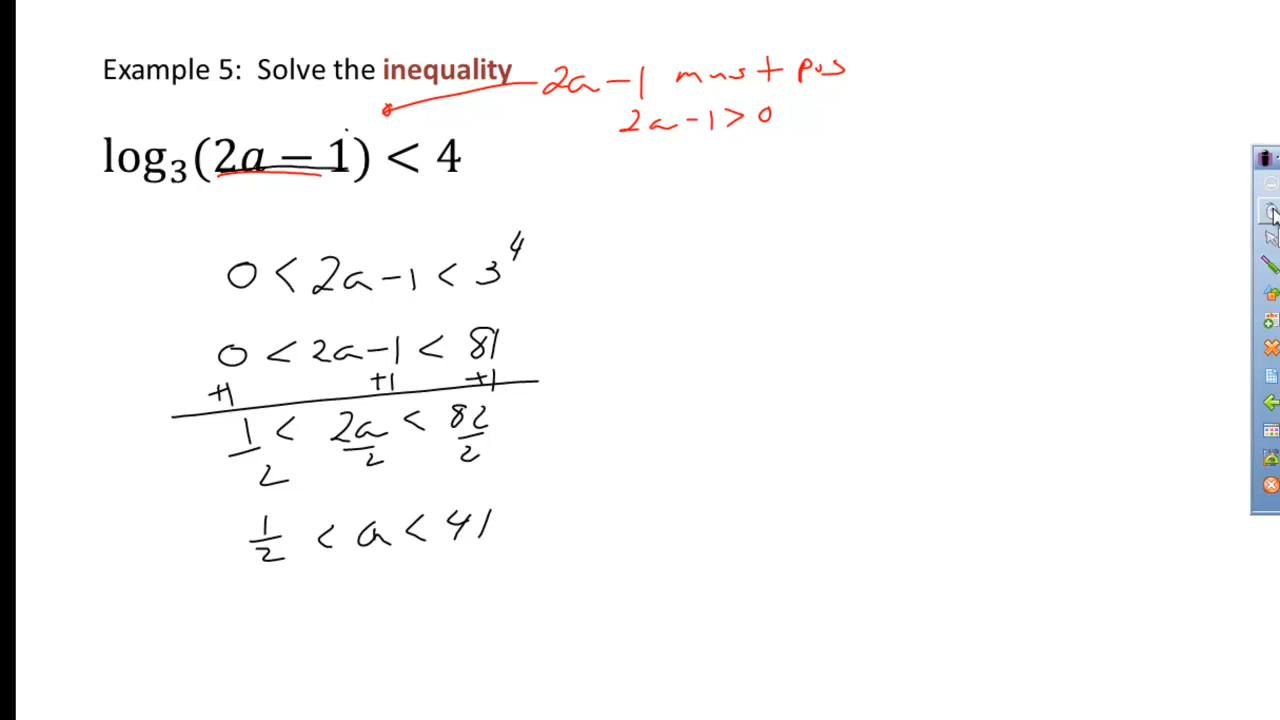 Example 5: Solve the inequality
2a - 1 must pos
2a - 1 > 0
log₃(2a − 1) < 4
0 < 2a - 1 < 3⁴
0 < 2a - 1 < 81
+1 +1 +1
1/2 < 2a/2 < 82/2
1/2 < a < 41